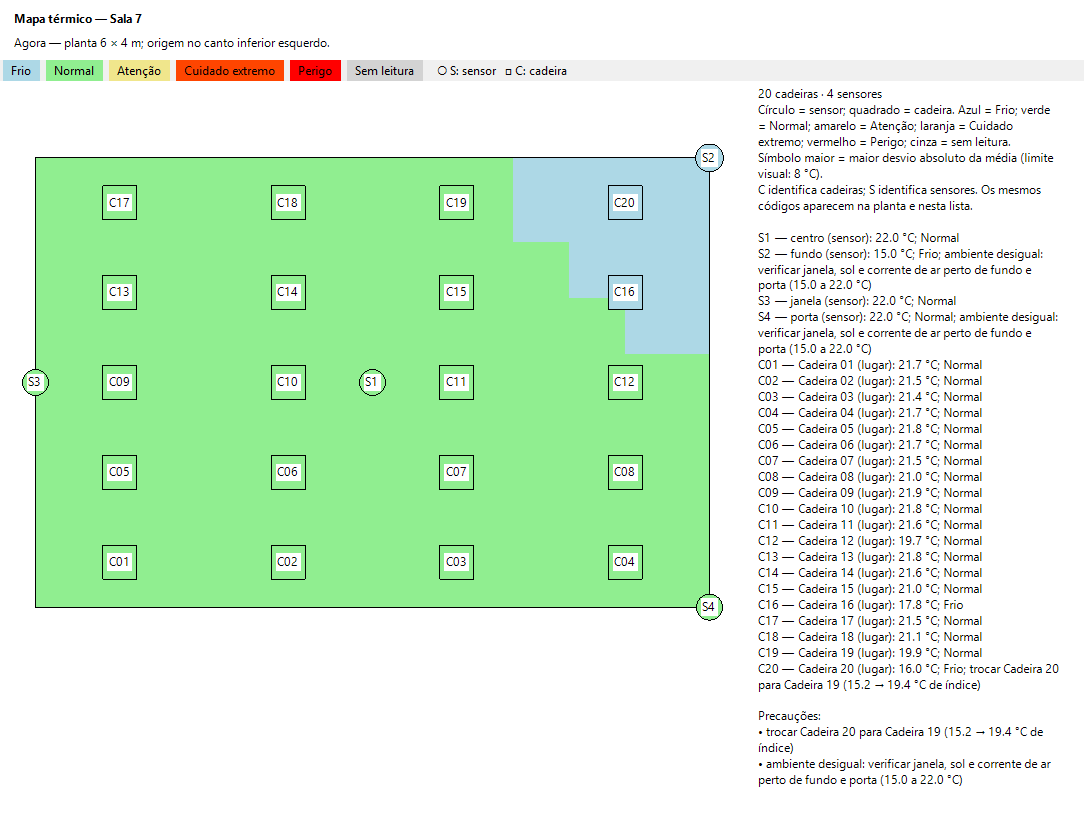 Mapa térmico — Sala 7
Agora — planta 6 × 4 m; origem no canto inferior esquerdo.
Frio Normal Atenção Cuidado extremo Perigo Sem leitura ○ S: sensor □ C: cadeira
S2
C17 C18 C19 C20
C13 C14 C15 C16
S3 C09 C10 S1 C11 C12
C05 C06 C07 C08
C01 C02 C03 C04
S4
20 cadeiras · 4 sensores
Círculo = sensor; quadrado = cadeira. Azul = Frio; verde
= Normal; amarelo = Atenção; laranja = Cuidado
extremo; vermelho = Perigo; cinza = sem leitura.
Símbolo maior = maior desvio absoluto da média (limite
visual: 8 °C).
C identifica cadeiras; S identifica sensores. Os mesmos
códigos aparecem na planta e nesta lista.
S1 — centro (sensor): 22.0 °C; Normal
S2 — fundo (sensor): 15.0 °C; Frio; ambiente desigual:
verificar janela, sol e corrente de ar perto de fundo e
porta (15.0 a 22.0 °C)
S3 — janela (sensor): 22.0 °C; Normal
S4 — porta (sensor): 22.0 °C; Normal; ambiente desigual:
verificar janela, sol e corrente de ar perto de fundo e
porta (15.0 a 22.0 °C)
C01 — Cadeira 01 (lugar): 21.7 °C; Normal
C02 — Cadeira 02 (lugar): 21.5 °C; Normal
C03 — Cadeira 03 (lugar): 21.4 °C; Normal
C04 — Cadeira 04 (lugar): 21.7 °C; Normal
C05 — Cadeira 05 (lugar): 21.8 °C; Normal
C06 — Cadeira 06 (lugar): 21.7 °C; Normal
C07 — Cadeira 07 (lugar): 21.5 °C; Normal
C08 — Cadeira 08 (lugar): 21.0 °C; Normal
C09 — Cadeira 09 (lugar): 21.9 °C; Normal
C10 — Cadeira 10 (lugar): 21.8 °C; Normal
C11 — Cadeira 11 (lugar): 21.6 °C; Normal
C12 — Cadeira 12 (lugar): 19.7 °C; Normal
C13 — Cadeira 13 (lugar): 21.8 °C; Normal
C14 — Cadeira 14 (lugar): 21.6 °C; Normal
C15 — Cadeira 15 (lugar): 21.0 °C; Normal
C16 — Cadeira 16 (lugar): 17.8 °C; Frio
C17 — Cadeira 17 (lugar): 21.5 °C; Normal
C18 — Cadeira 18 (lugar): 21.1 °C; Normal
C19 — Cadeira 19 (lugar): 19.9 °C; Normal
C20 — Cadeira 20 (lugar): 16.0 °C; Frio; trocar Cadeira 20
para Cadeira 19 (15.2 → 19.4 °C de índice)
Precauções:
• trocar Cadeira 20 para Cadeira 19 (15.2 → 19.4 °C de
índice)
• ambiente desigual: verificar janela, sol e corrente de ar
perto de fundo e porta (15.0 a 22.0 °C)